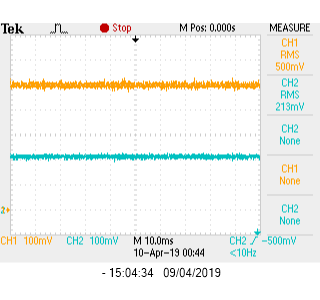 Tek Stop M Pos: 0.000s MEASURE
CH1
RMS
500mV
CH2
RMS
213mV
CH2
None
CH1
None
CH2
None
2
CH1 100mV CH2 100mV M 10.0ms CH2 -500mV
10-Apr-19 00:44 <10Hz
- 15:04:34 09/04/2019